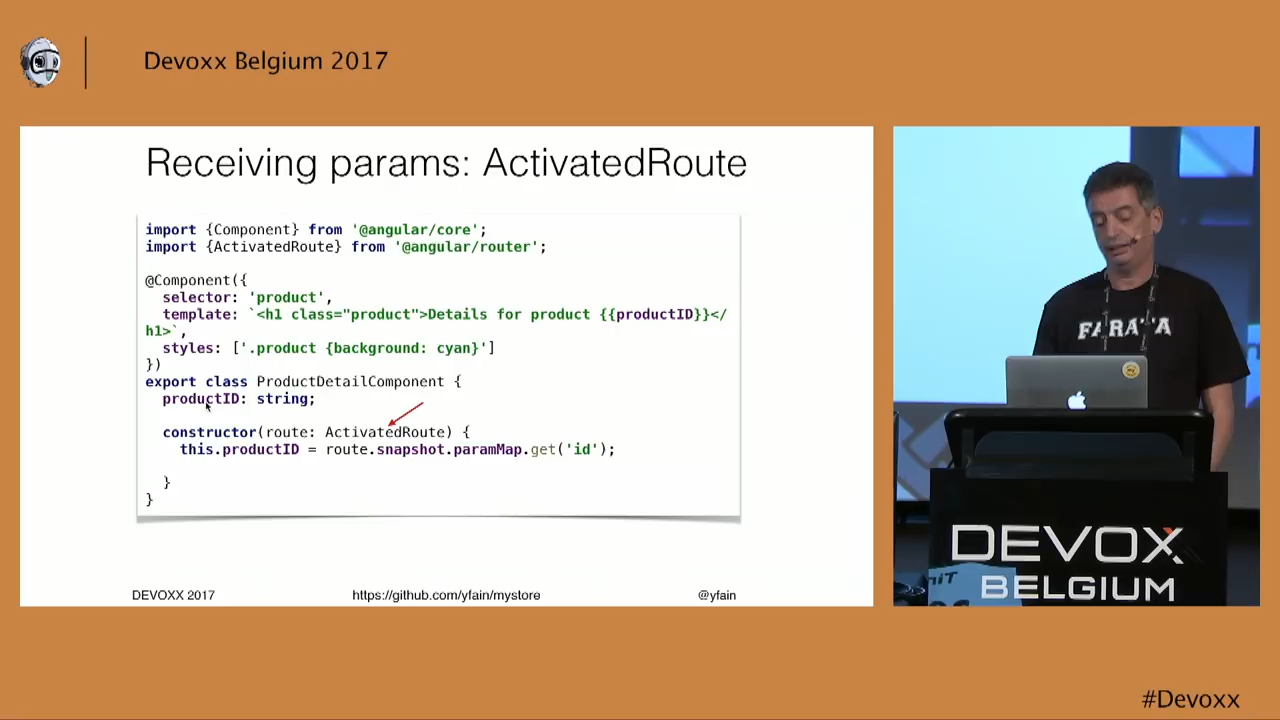 Devoxx Belgium 2017
Receiving params: ActivatedRoute
import {Component} from '@angular/core';
import {ActivatedRoute} from '@angular/router';
@Component({
selector: 'product',
template: `<h1 class="product">Details for product {{productID}}</
h1>`,
styles: ['.product {background: cyan}']
})
export class ProductDetailComponent {
productID: string;
constructor(route: ActivatedRoute) {
this.productID = route.snapshot.paramMap.get('id');
}
}
DEVOXX 2017
https://github.com/yfain/mystore
@yfain
FARATA
DEVOXX
BELGIUM
#Devoxx